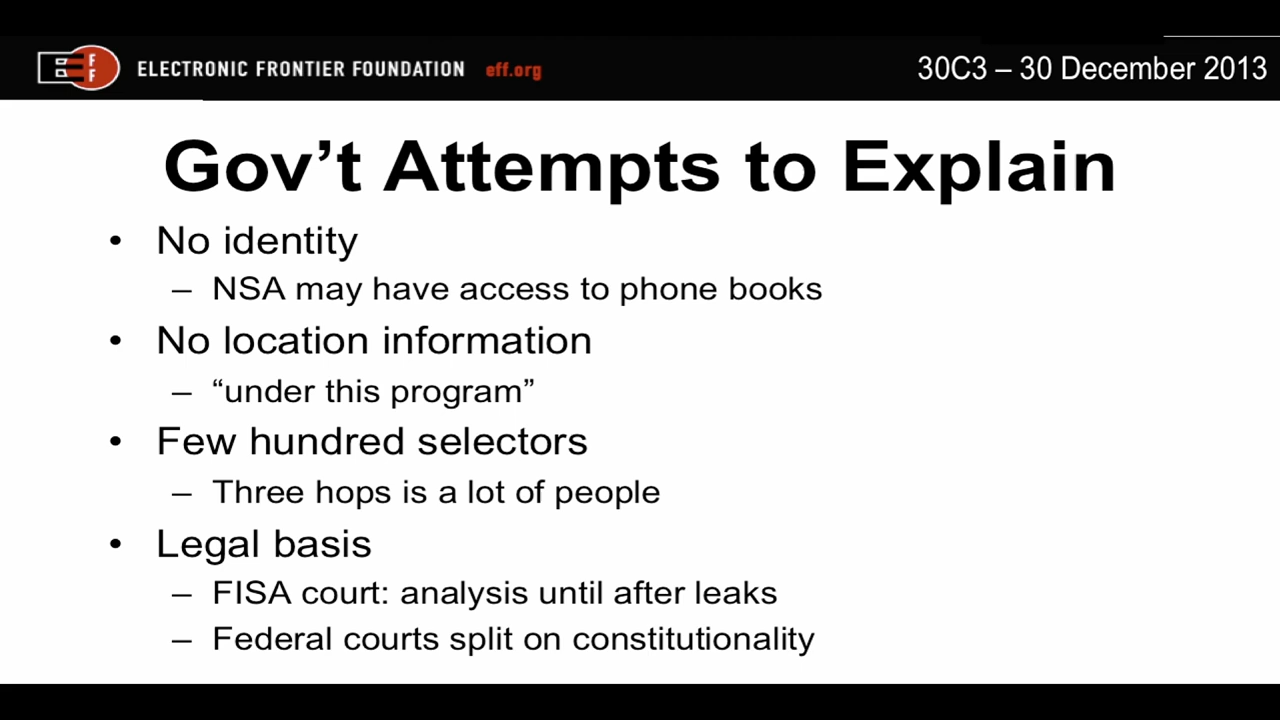 EFF ELECTRONIC FRONTIER FOUNDATION eff.org
30C3 – 30 December 2013
Gov’t Attempts to Explain
• No identity
– NSA may have access to phone books
• No location information
– “under this program”
• Few hundred selectors
– Three hops is a lot of people
• Legal basis
– FISA court: analysis until after leaks
– Federal courts split on constitutionality